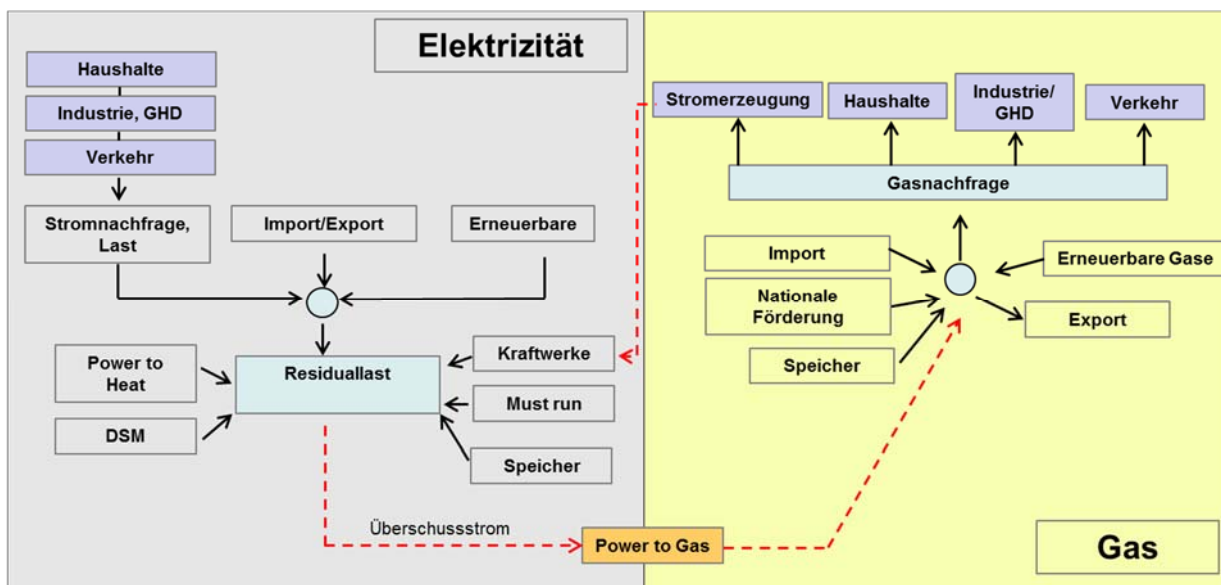 Elektrizität
Haushalte
Industrie, GHD
Verkehr
Stromnachfrage,
Last
Import/Export
Erneuerbare
Power to
Heat
DSM
Residuallast
Kraftwerke
Must run
Speicher
Überschussstrom
Power to Gas
Stromerzeugung
Haushalte
Industrie/
GHD
Verkehr
Gasnachfrage
Import
Nationale
Förderung
Speicher
Erneuerbare Gase
Export
Gas